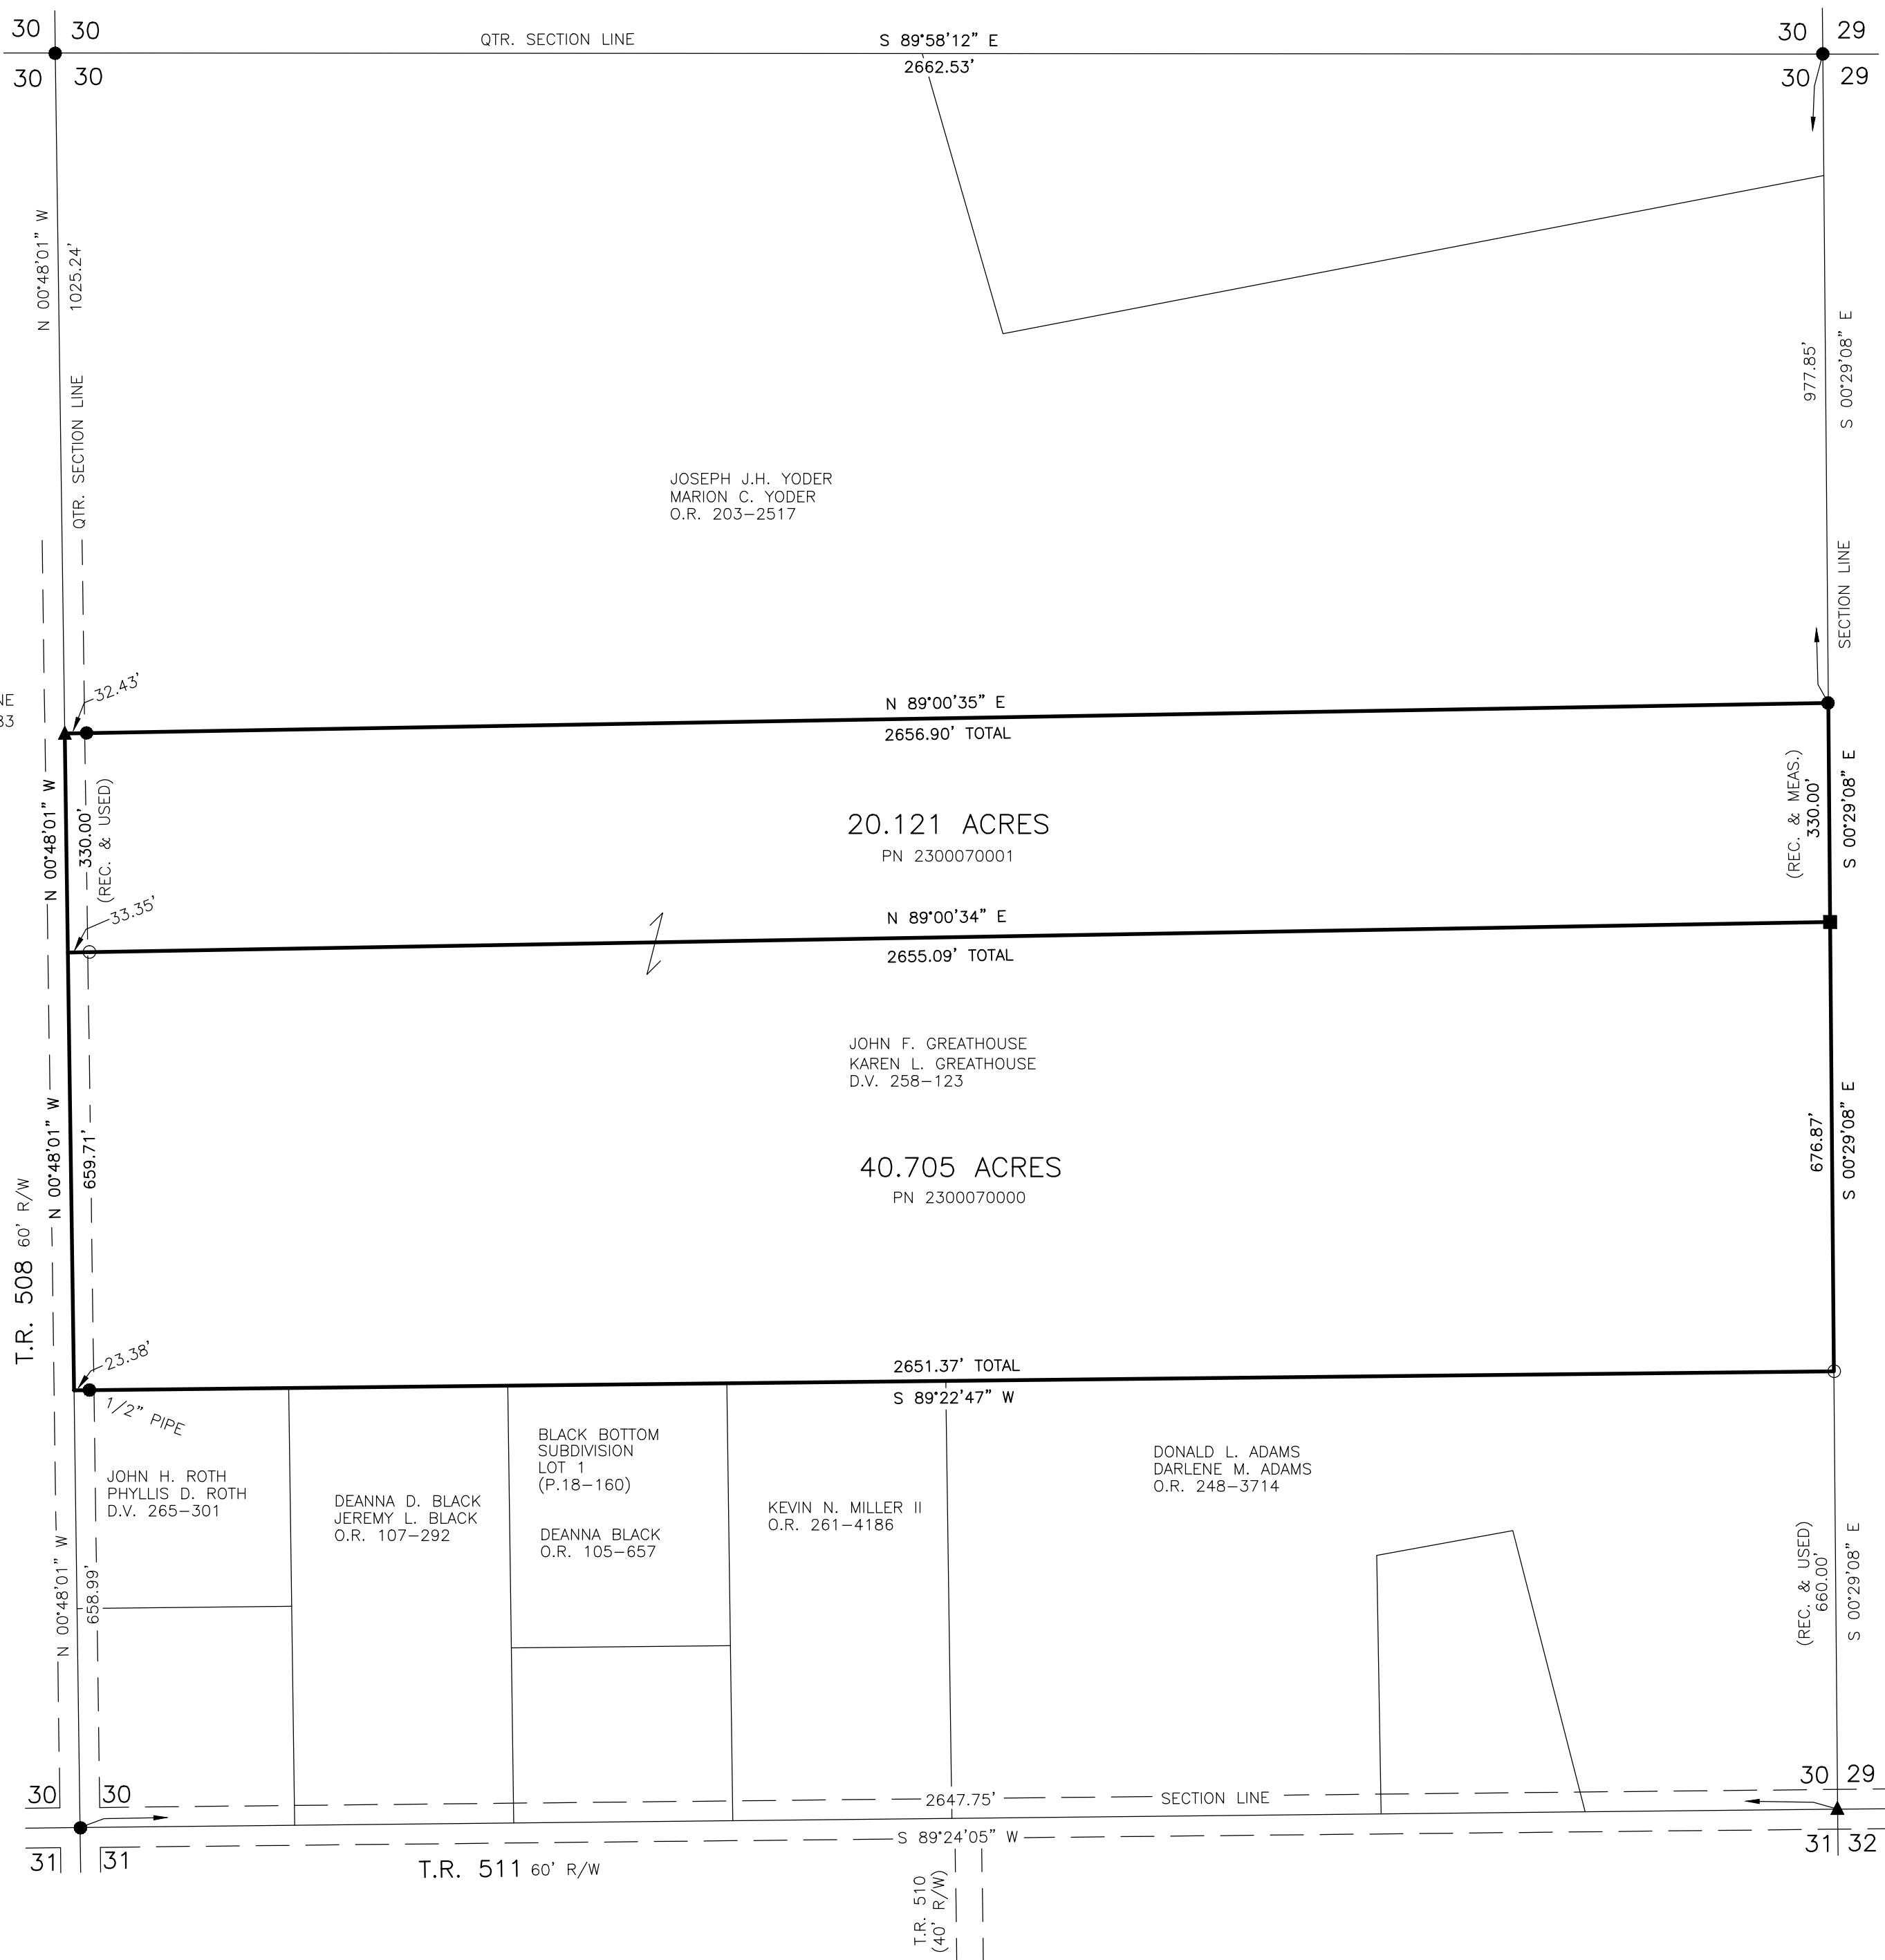 30 30
30 29
QTR. SECTION LINE
S 89°58'12" E
2662.53'
30 30
30 29
N 00°48'01" W
1025.24'
QTR. SECTION LINE
977.85'
S 00°29'08" E
SECTION LINE
JOSEPH J.H. YODER
MARION C. YODER
O.R. 203-2517
NE
83
32.43'
N 89°00'35" E
2656.90' TOTAL
N 00°48'01" W
330.00'
(REC. & USED)
20.121 ACRES
PN 2300070001
(REC. & MEAS.)
330.00'
S 00°29'08" E
33.35'
N 89°00'34" E
2655.09' TOTAL
JOHN F. GREATHOUSE
KAREN L. GREATHOUSE
D.V. 258-123
40.705 ACRES
PN 2300070000
N 00°48'01" W
659.71'
676.87'
S 00°29'08" E
T.R. 508 60' R/W
23.38'
1/2" PIPE
2651.37' TOTAL
S 89°22'47" W
JOHN H. ROTH
PHYLLIS D. ROTH
D.V. 265-301
DEANNA D. BLACK
JEREMY L. BLACK
O.R. 107-292
BLACK BOTTOM
SUBDIVISION
LOT 1
(P.18-160)
DEANNA BLACK
O.R. 105-657
KEVIN N. MILLER II
O.R. 261-4186
DONALD L. ADAMS
DARLENE M. ADAMS
O.R. 248-3714
N 00°48'01" W
658.99'
(REC. & USED)
660.00'
S 00°29'08" E
30 30
30 29
2647.75'
SECTION LINE
S 89°24'05" W
31 31
31 32
T.R. 511 60' R/W
T.R. 510
(40' R/W)